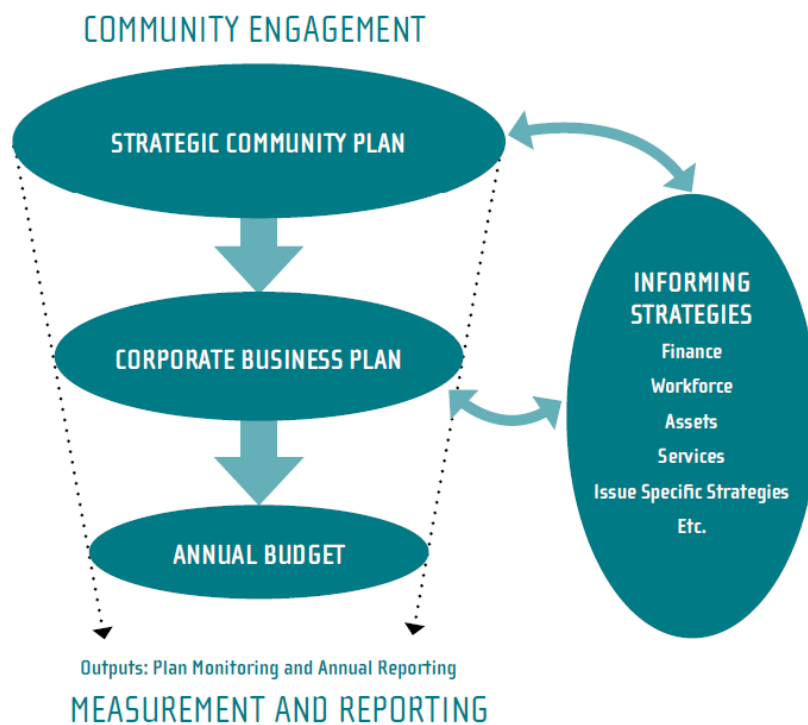 COMMUNITY ENGAGEMENT
STRATEGIC COMMUNITY PLAN
CORPORATE BUSINESS PLAN
ANNUAL BUDGET
INFORMING
STRATEGIES
Finance
Workforce
Assets
Services
Issue Specific Strategies
Etc.
Outputs: Plan Monitoring and Annual Reporting
MEASUREMENT AND REPORTING